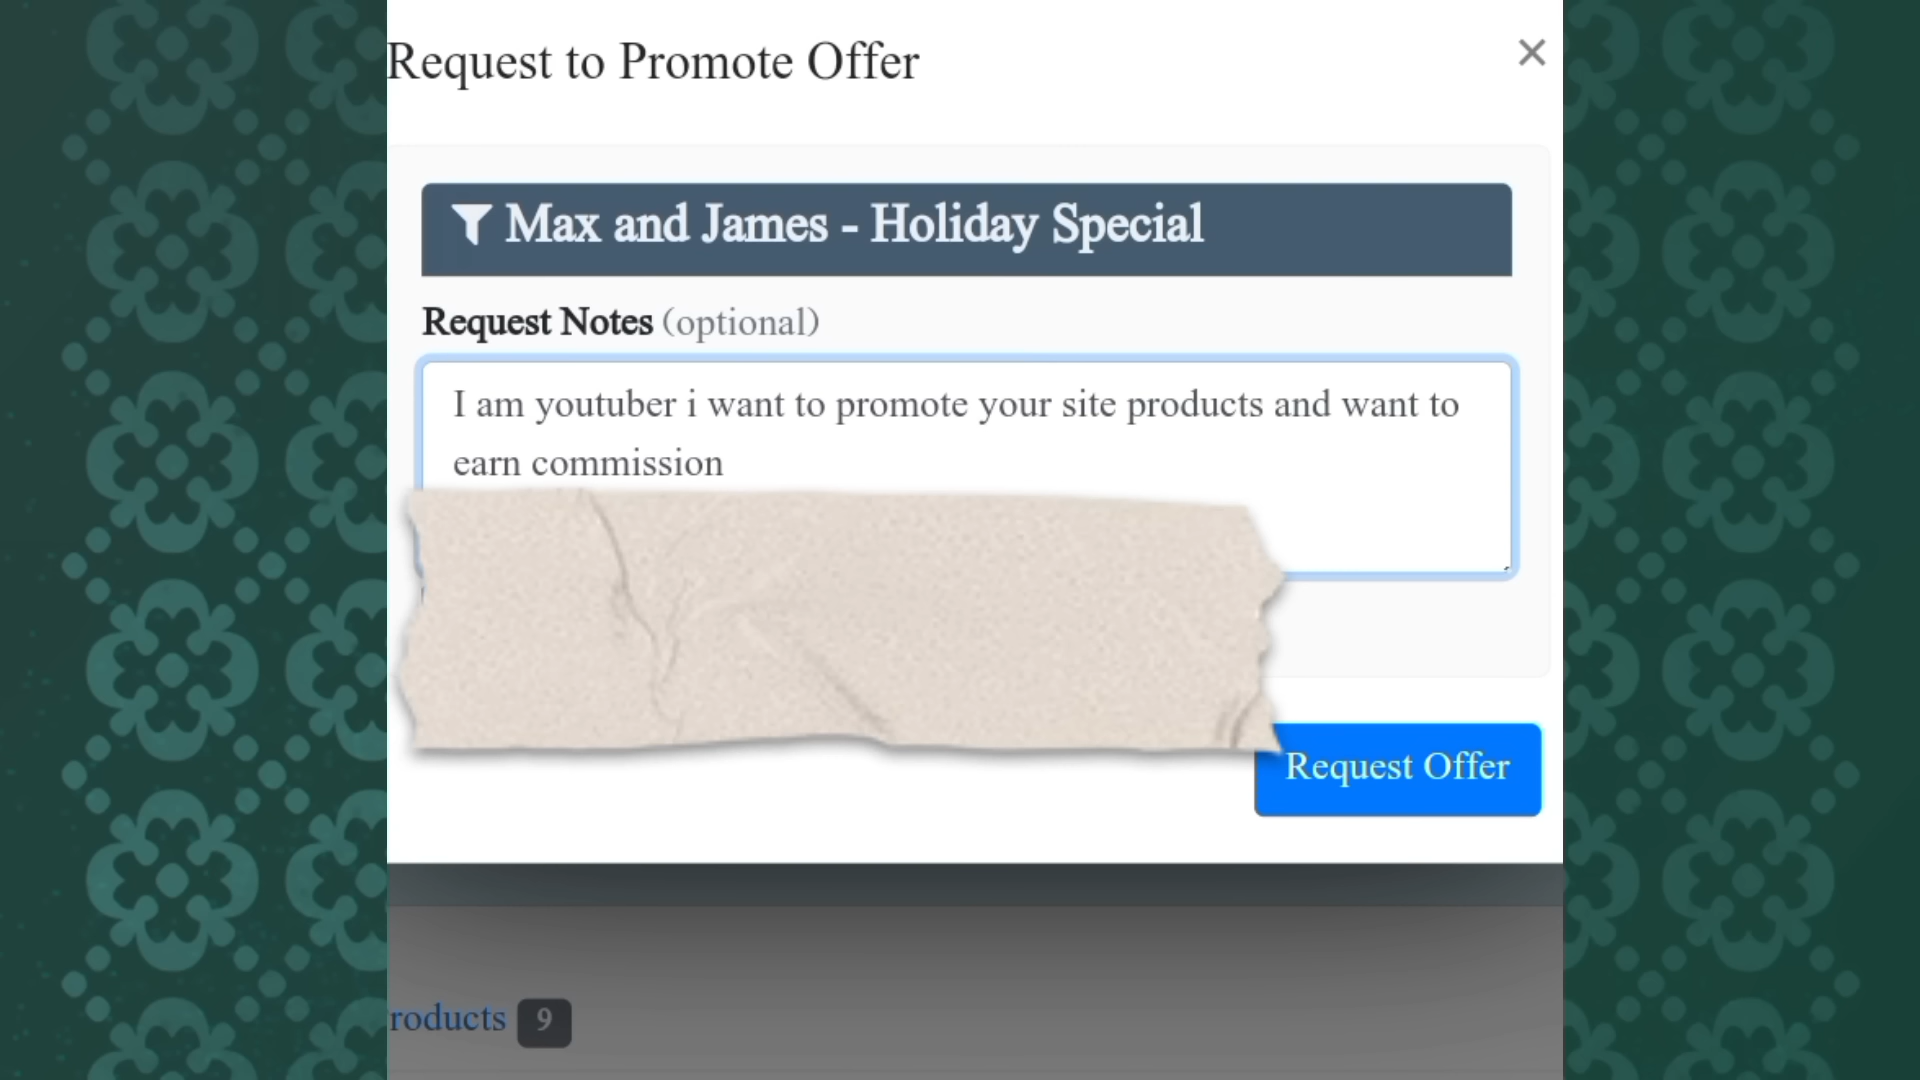 Request to Promote Offer
Max and James - Holiday Special
Request Notes (optional)
I am youtuber i want to promote your site products and want to
earn commission
Request Offer
roducts 9